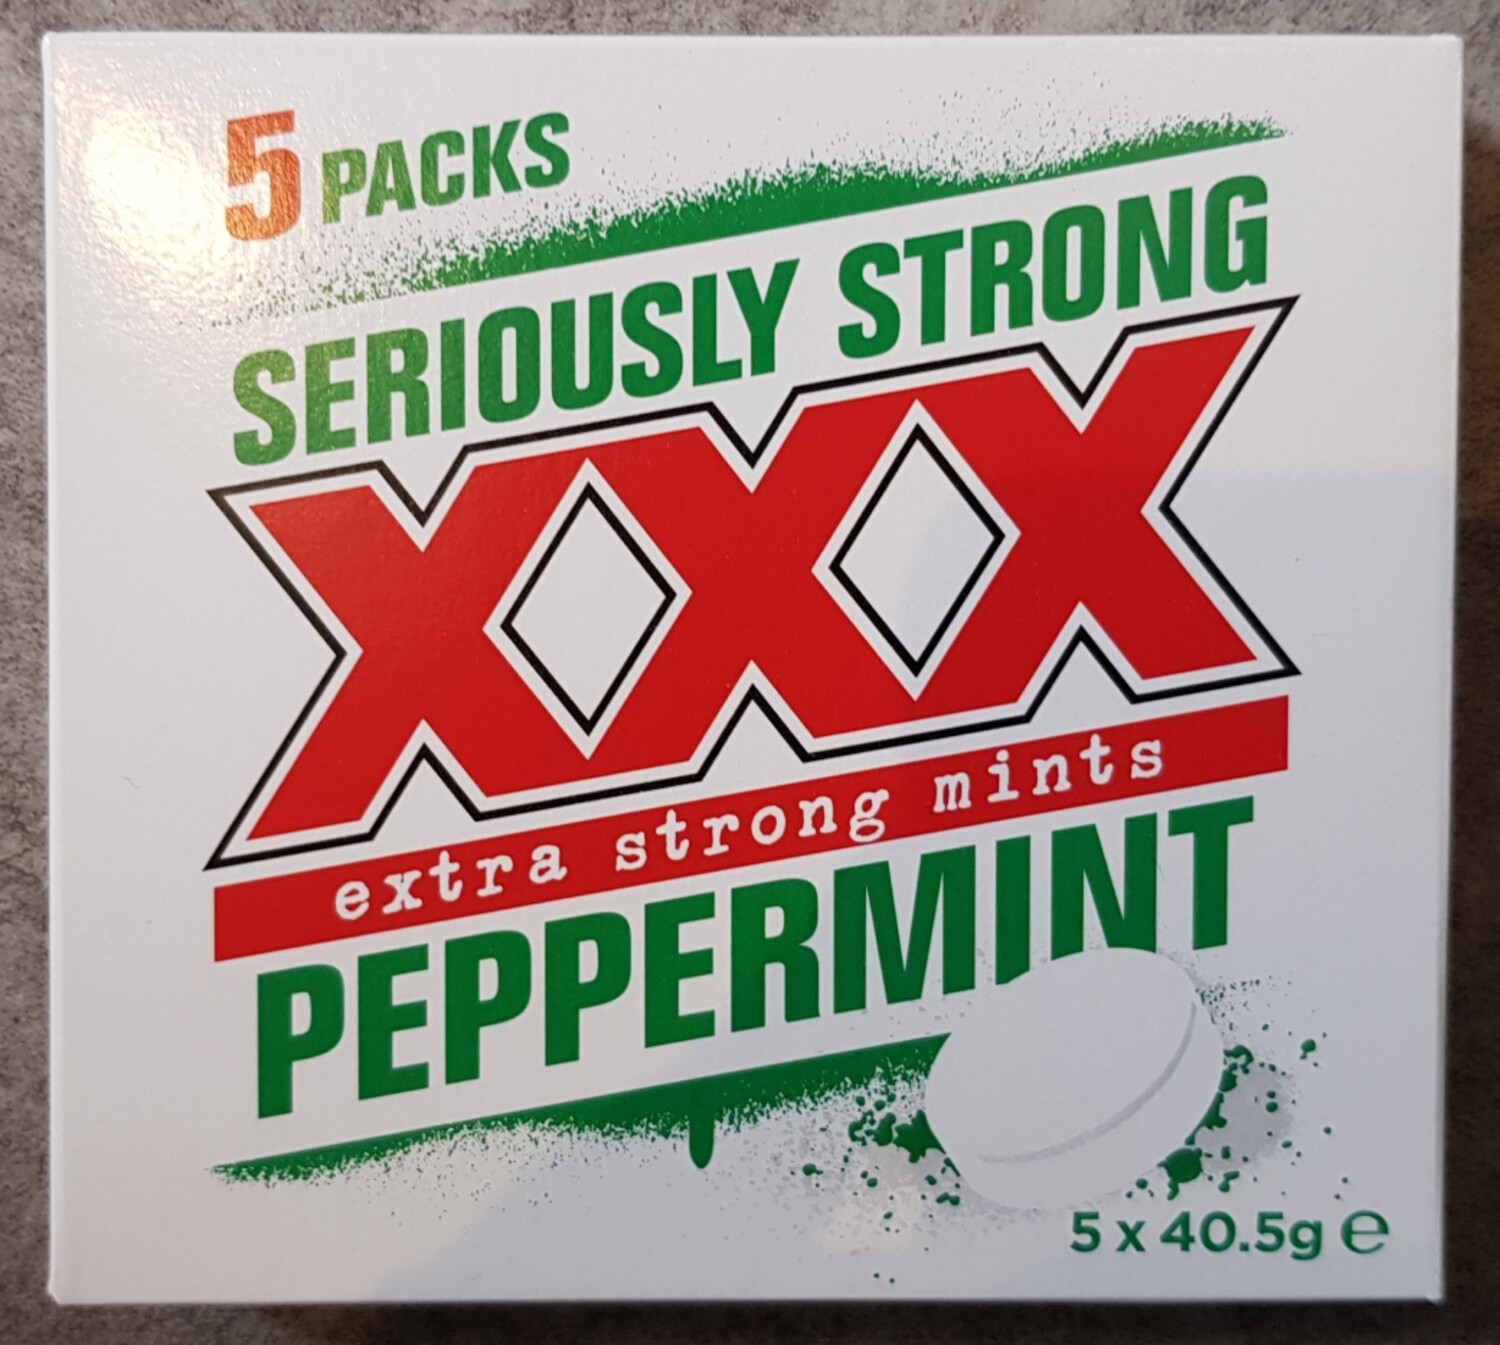 5 PACKS
SERIOUSLY STRONG
XXX
extra strong mints
PEPPERMINT
5 x 40.5g ℮